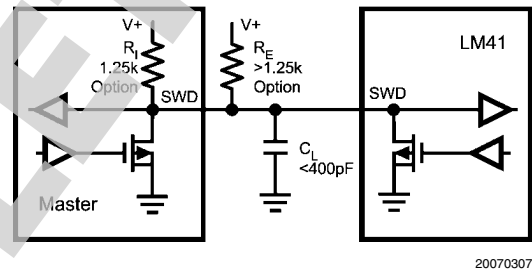 V+
R_I
1.25k
Option
SWD
V+
R_E
>1.25k
Option
C_L
<400pF
LM41
SWD
Master
20070307